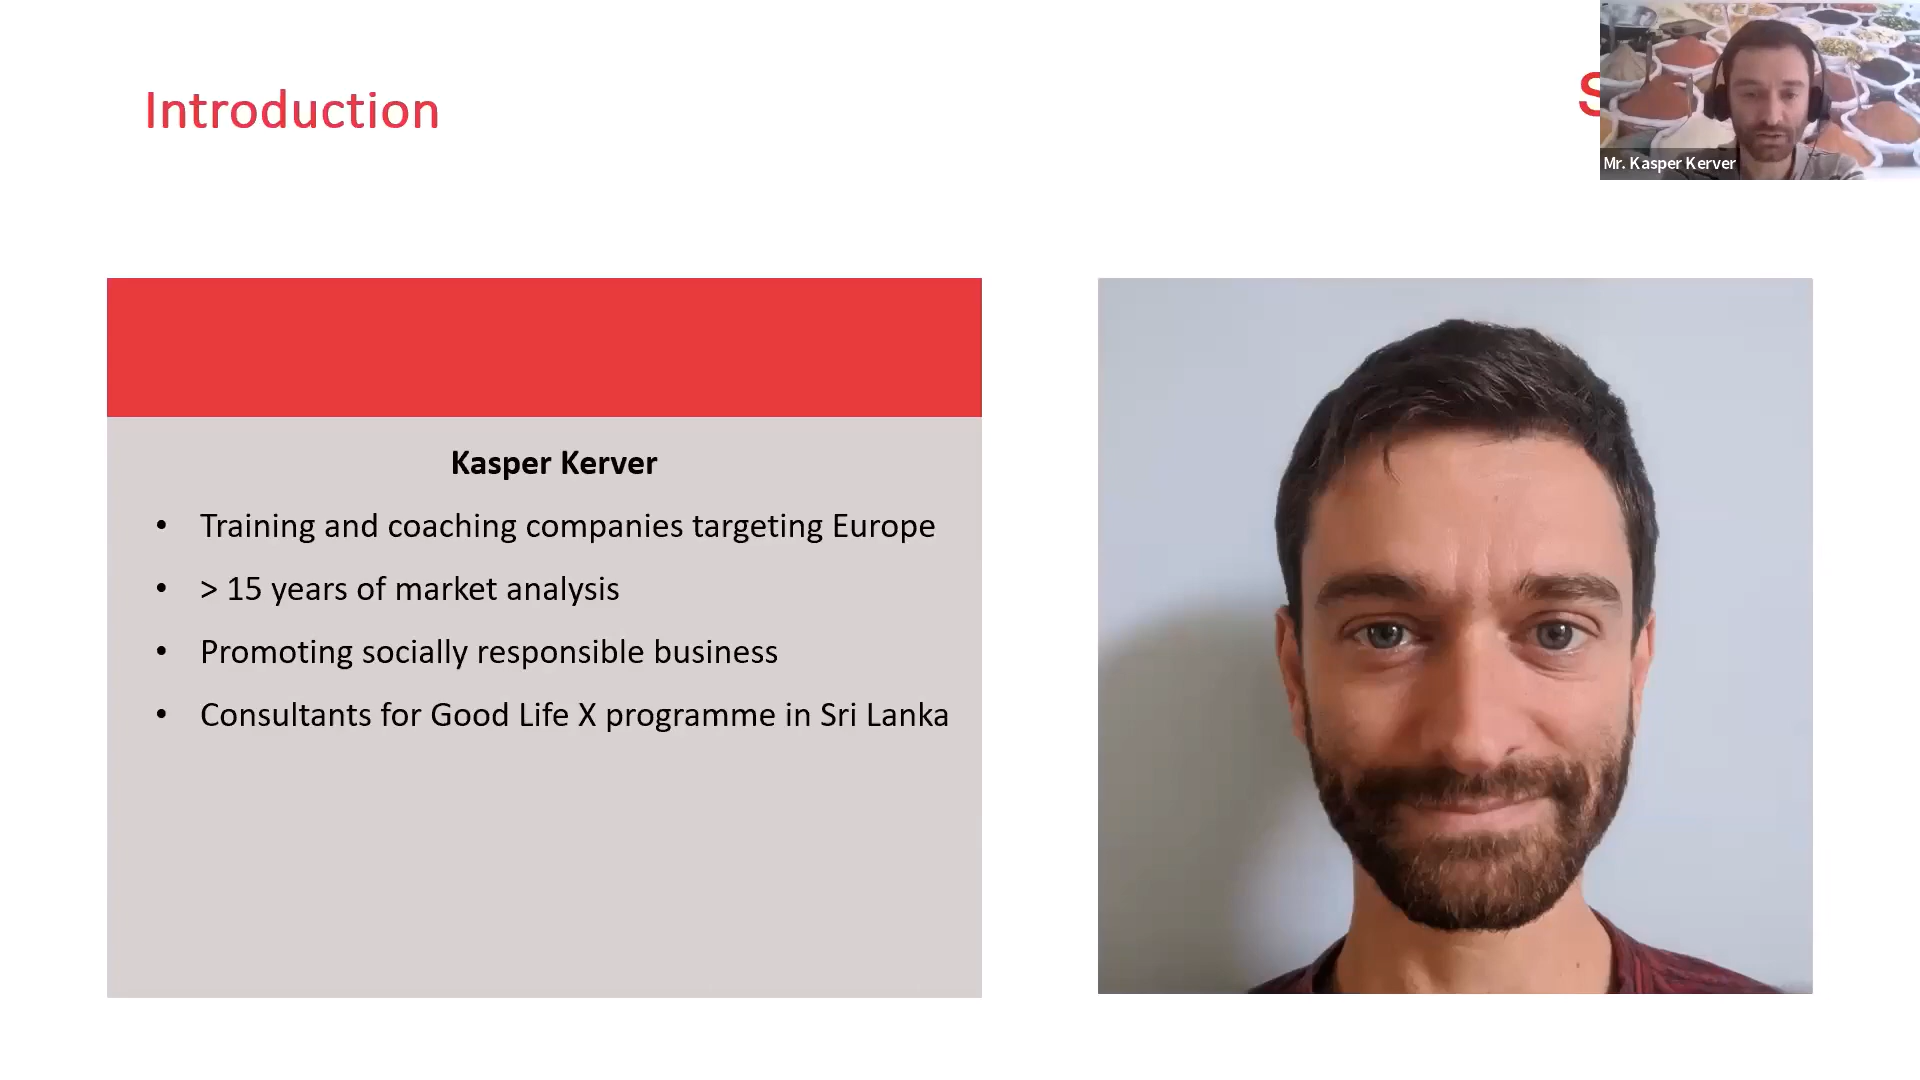 Introduction
S
Mr. Kasper Kerver
Kasper Kerver
• Training and coaching companies targeting Europe
• > 15 years of market analysis
• Promoting socially responsible business
• Consultants for Good Life X programme in Sri Lanka